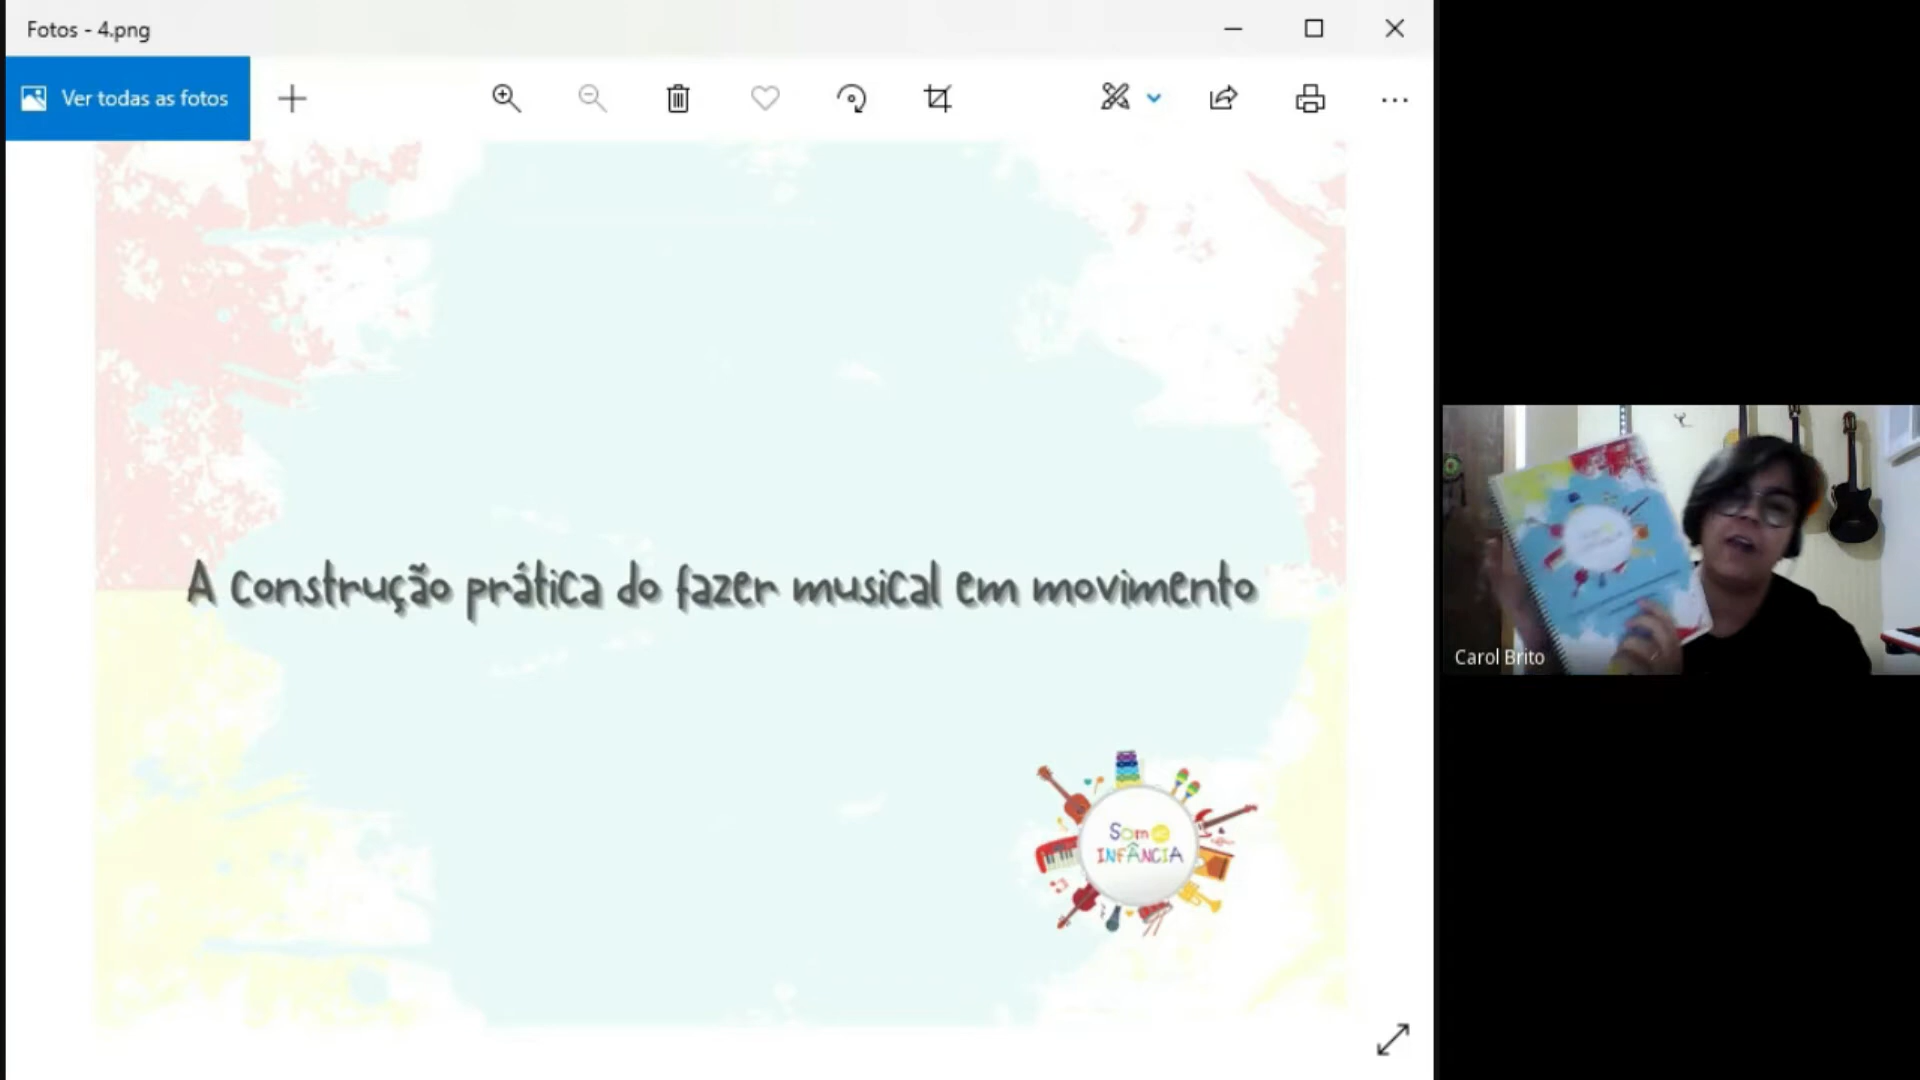 Fotos - 4.png
Ver todas as fotos
A construção prática do fazer musical em movimento
Som
INFÂNCIA
Carol Brito